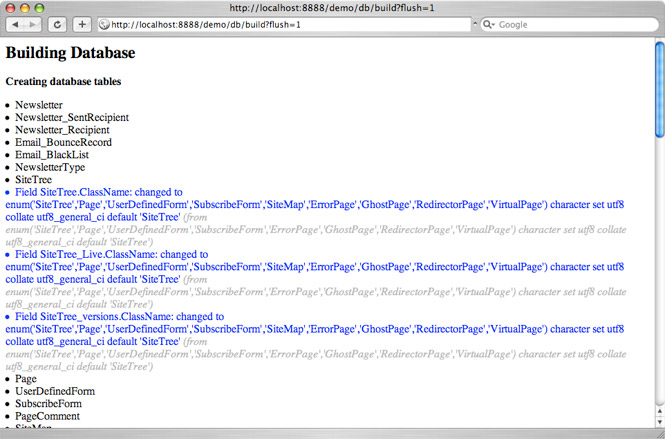 http://localhost:8888/demo/db/build?flush=1
http://localhost:8888/demo/db/build?flush=1
Google
Building Database
Creating database tables
Newsletter
Newsletter_SentRecipient
Newsletter_Recipient
Email_BounceRecord
Email_BlackList
NewsletterType
SiteTree
Field SiteTree.ClassName: changed to
enum('SiteTree','Page','UserDefinedForm','SubscribeForm','SiteMap','ErrorPage','GhostPage','RedirectorPage','VirtualPage') character set utf8
collate utf8_general_ci default 'SiteTree' (from
enum('SiteTree','Page','UserDefinedForm','SubscribeForm','ErrorPage','GhostPage','RedirectorPage','VirtualPage') character set utf8 collate
utf8_general_ci default 'SiteTree')
Field SiteTree_Live.ClassName: changed to
enum('SiteTree','Page','UserDefinedForm','SubscribeForm','SiteMap','ErrorPage','GhostPage','RedirectorPage','VirtualPage') character set utf8
collate utf8_general_ci default 'SiteTree' (from
enum('SiteTree','Page','UserDefinedForm','SubscribeForm','ErrorPage','GhostPage','RedirectorPage','VirtualPage') character set utf8 collate
utf8_general_ci default 'SiteTree')
Field SiteTree_versions.ClassName: changed to
enum('SiteTree','Page','UserDefinedForm','SubscribeForm','SiteMap','ErrorPage','GhostPage','RedirectorPage','VirtualPage') character set utf8
collate utf8_general_ci default 'SiteTree' (from
enum('SiteTree','Page','UserDefinedForm','SubscribeForm','ErrorPage','GhostPage','RedirectorPage','VirtualPage') character set utf8 collate
utf8_general_ci default 'SiteTree')
Page
UserDefinedForm
SubscribeForm
PageComment
SiteMap